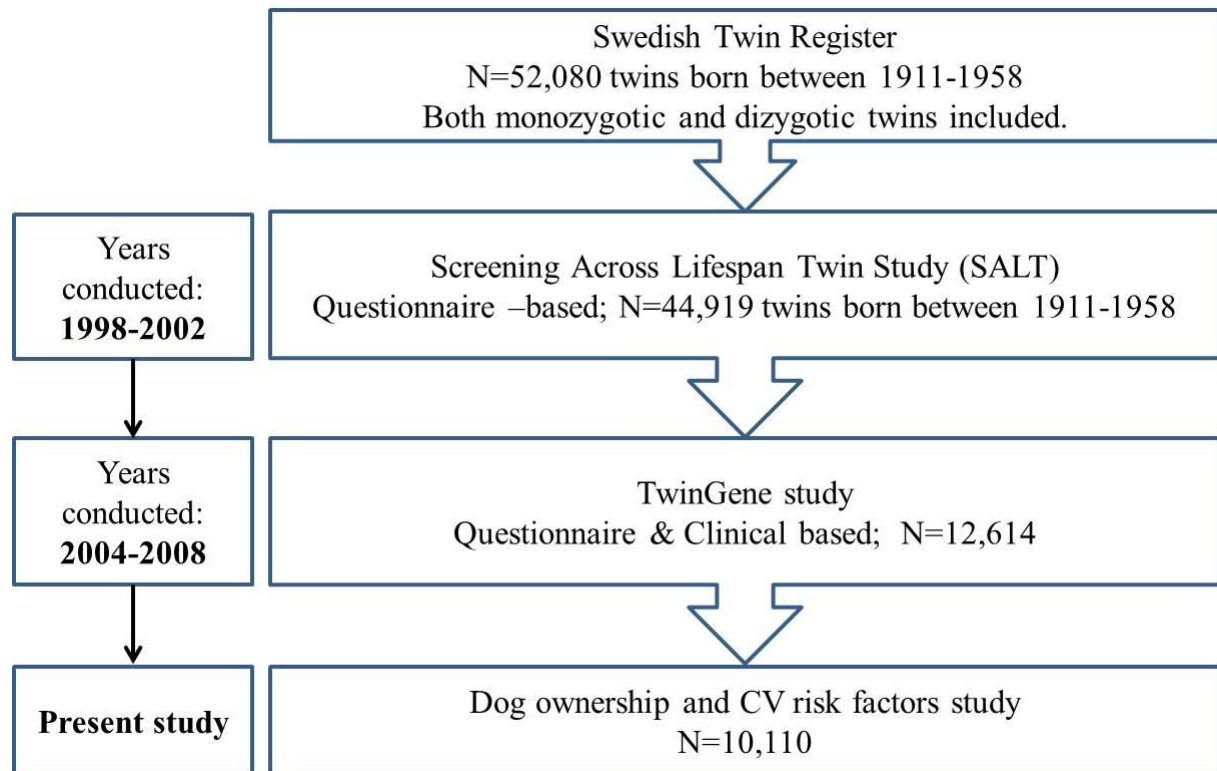 Swedish Twin Register
N=52,080 twins born between 1911-1958
Both monozygotic and dizygotic twins included.
Years
conducted:
1998-2002
Screening Across Lifespan Twin Study (SALT)
Questionnaire –based; N=44,919 twins born between 1911-1958
Years
conducted:
2004-2008
TwinGene study
Questionnaire & Clinical based; N=12,614
Present study
Dog ownership and CV risk factors study
N=10,110